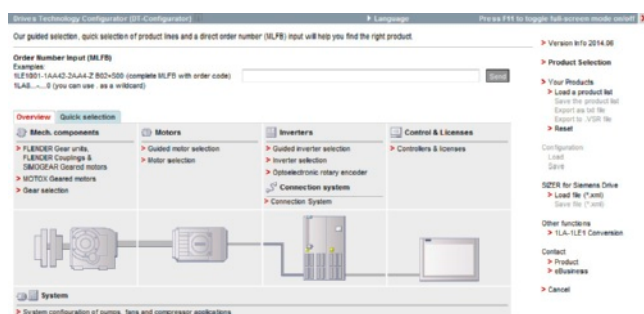 Drives Technology Configurator (DT-Configurator)
Language
Press F11 to toggle full-screen mode on/off
Our guided selection, quick selection of product lines and a direct order number (MLFB) input will help you find the right product.
Order Number Input (MLFB)
Examples:
1LE1001-1AA42-2AA4-Z B02+S00 (complete MLFB with order code)
(you can use . as a wildcard)
Send
Overview
Quick selection
Mech. components
FLENDER Gear units,
FLENDER Couplings &
SIMOGEAR Geared motors
MOTOX Geared motors
Gear selection
Motors
Guided motor selection
Motor selection
Inverters
Guided inverter selection
Inverter selection
Optoelectronic rotary encoder
Connection system
Connection System
Control & Licenses
Controllers & licenses
System
System configuration of pumps, fans and compressor applications
Version Info 2014.06
Product Selection
Your Products
Load a product list
Save the product list
Export as txt file
Export to .VSR file
Reset
Configuration
Load
Save
SIZER for Siemens Drive
Load file (*.xml)
Save file (*.xml)
Other functions
1LA-1LE1 Conversion
Contact
Product
eBusiness
Cancel